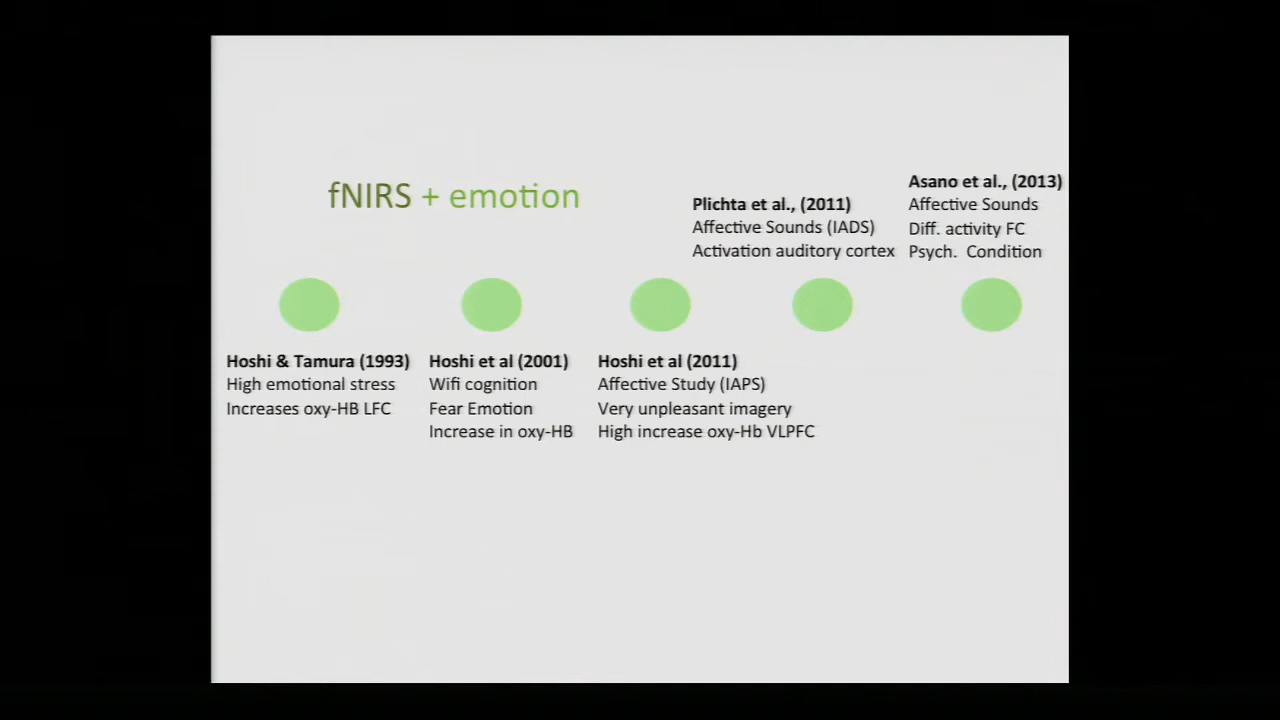 fNIRS + emotion
Hoshi & Tamura (1993)
High emotional stress
Increases oxy-HB LFC
Hoshi et al (2001)
Wifi cognition
Fear Emotion
Increase in oxy-HB
Hoshi et al (2011)
Affective Study (IAPS)
Very unpleasant imagery
High increase oxy-Hb VLPFC
Plichta et al., (2011)
Affective Sounds (IADS)
Activation auditory cortex
Asano et al., (2013)
Affective Sounds
Diff. activity FC
Psych. Condition